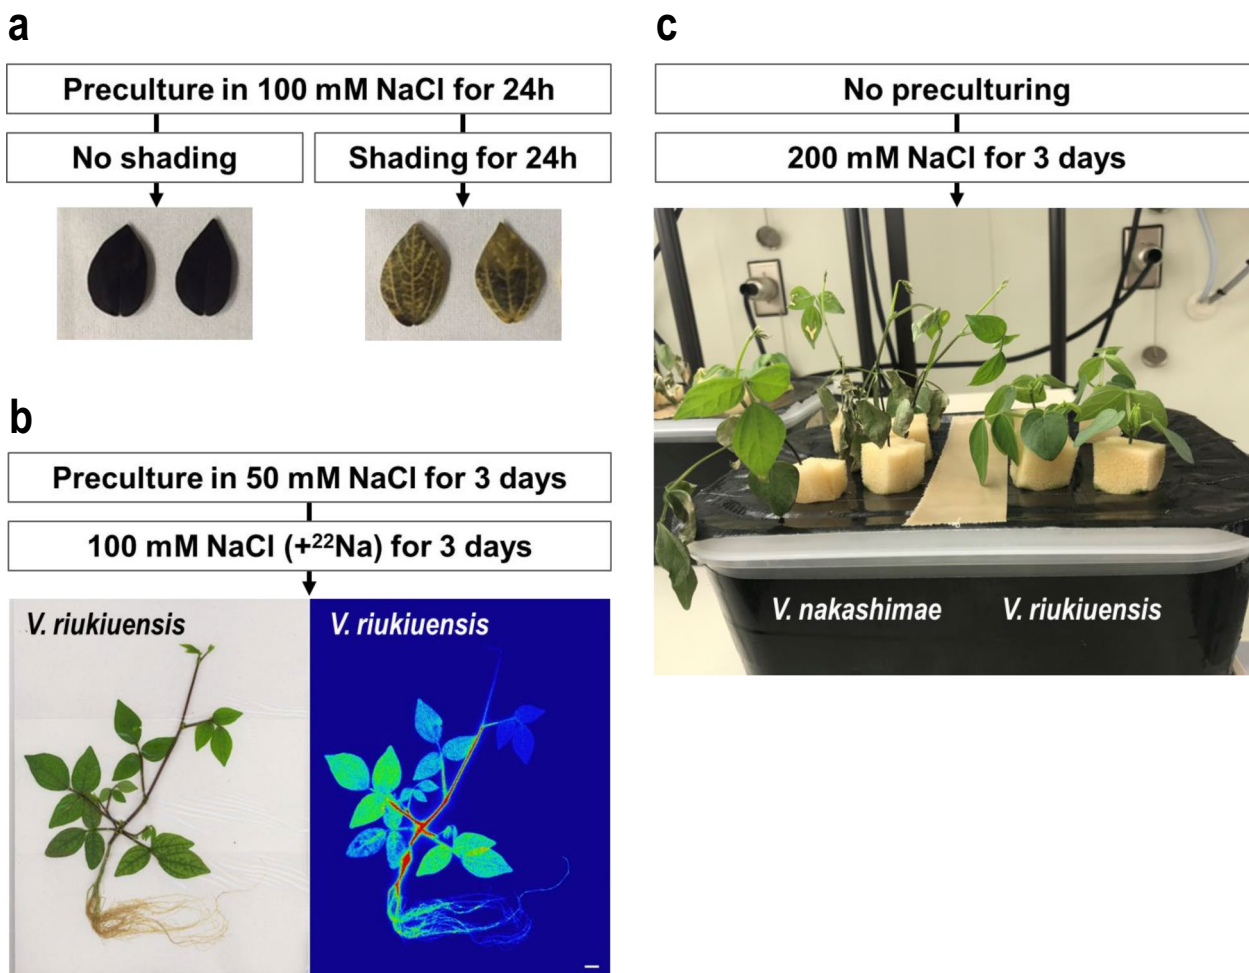 a
Preculture in 100 mM NaCl for 24h
No shading
Shading for 24h
b
Preculture in 50 mM NaCl for 3 days
100 mM NaCl (+²²Na) for 3 days
V. riukiuensis
V. riukiuensis
c
No preculturing
200 mM NaCl for 3 days
V. nakashimae
V. riukiuensis